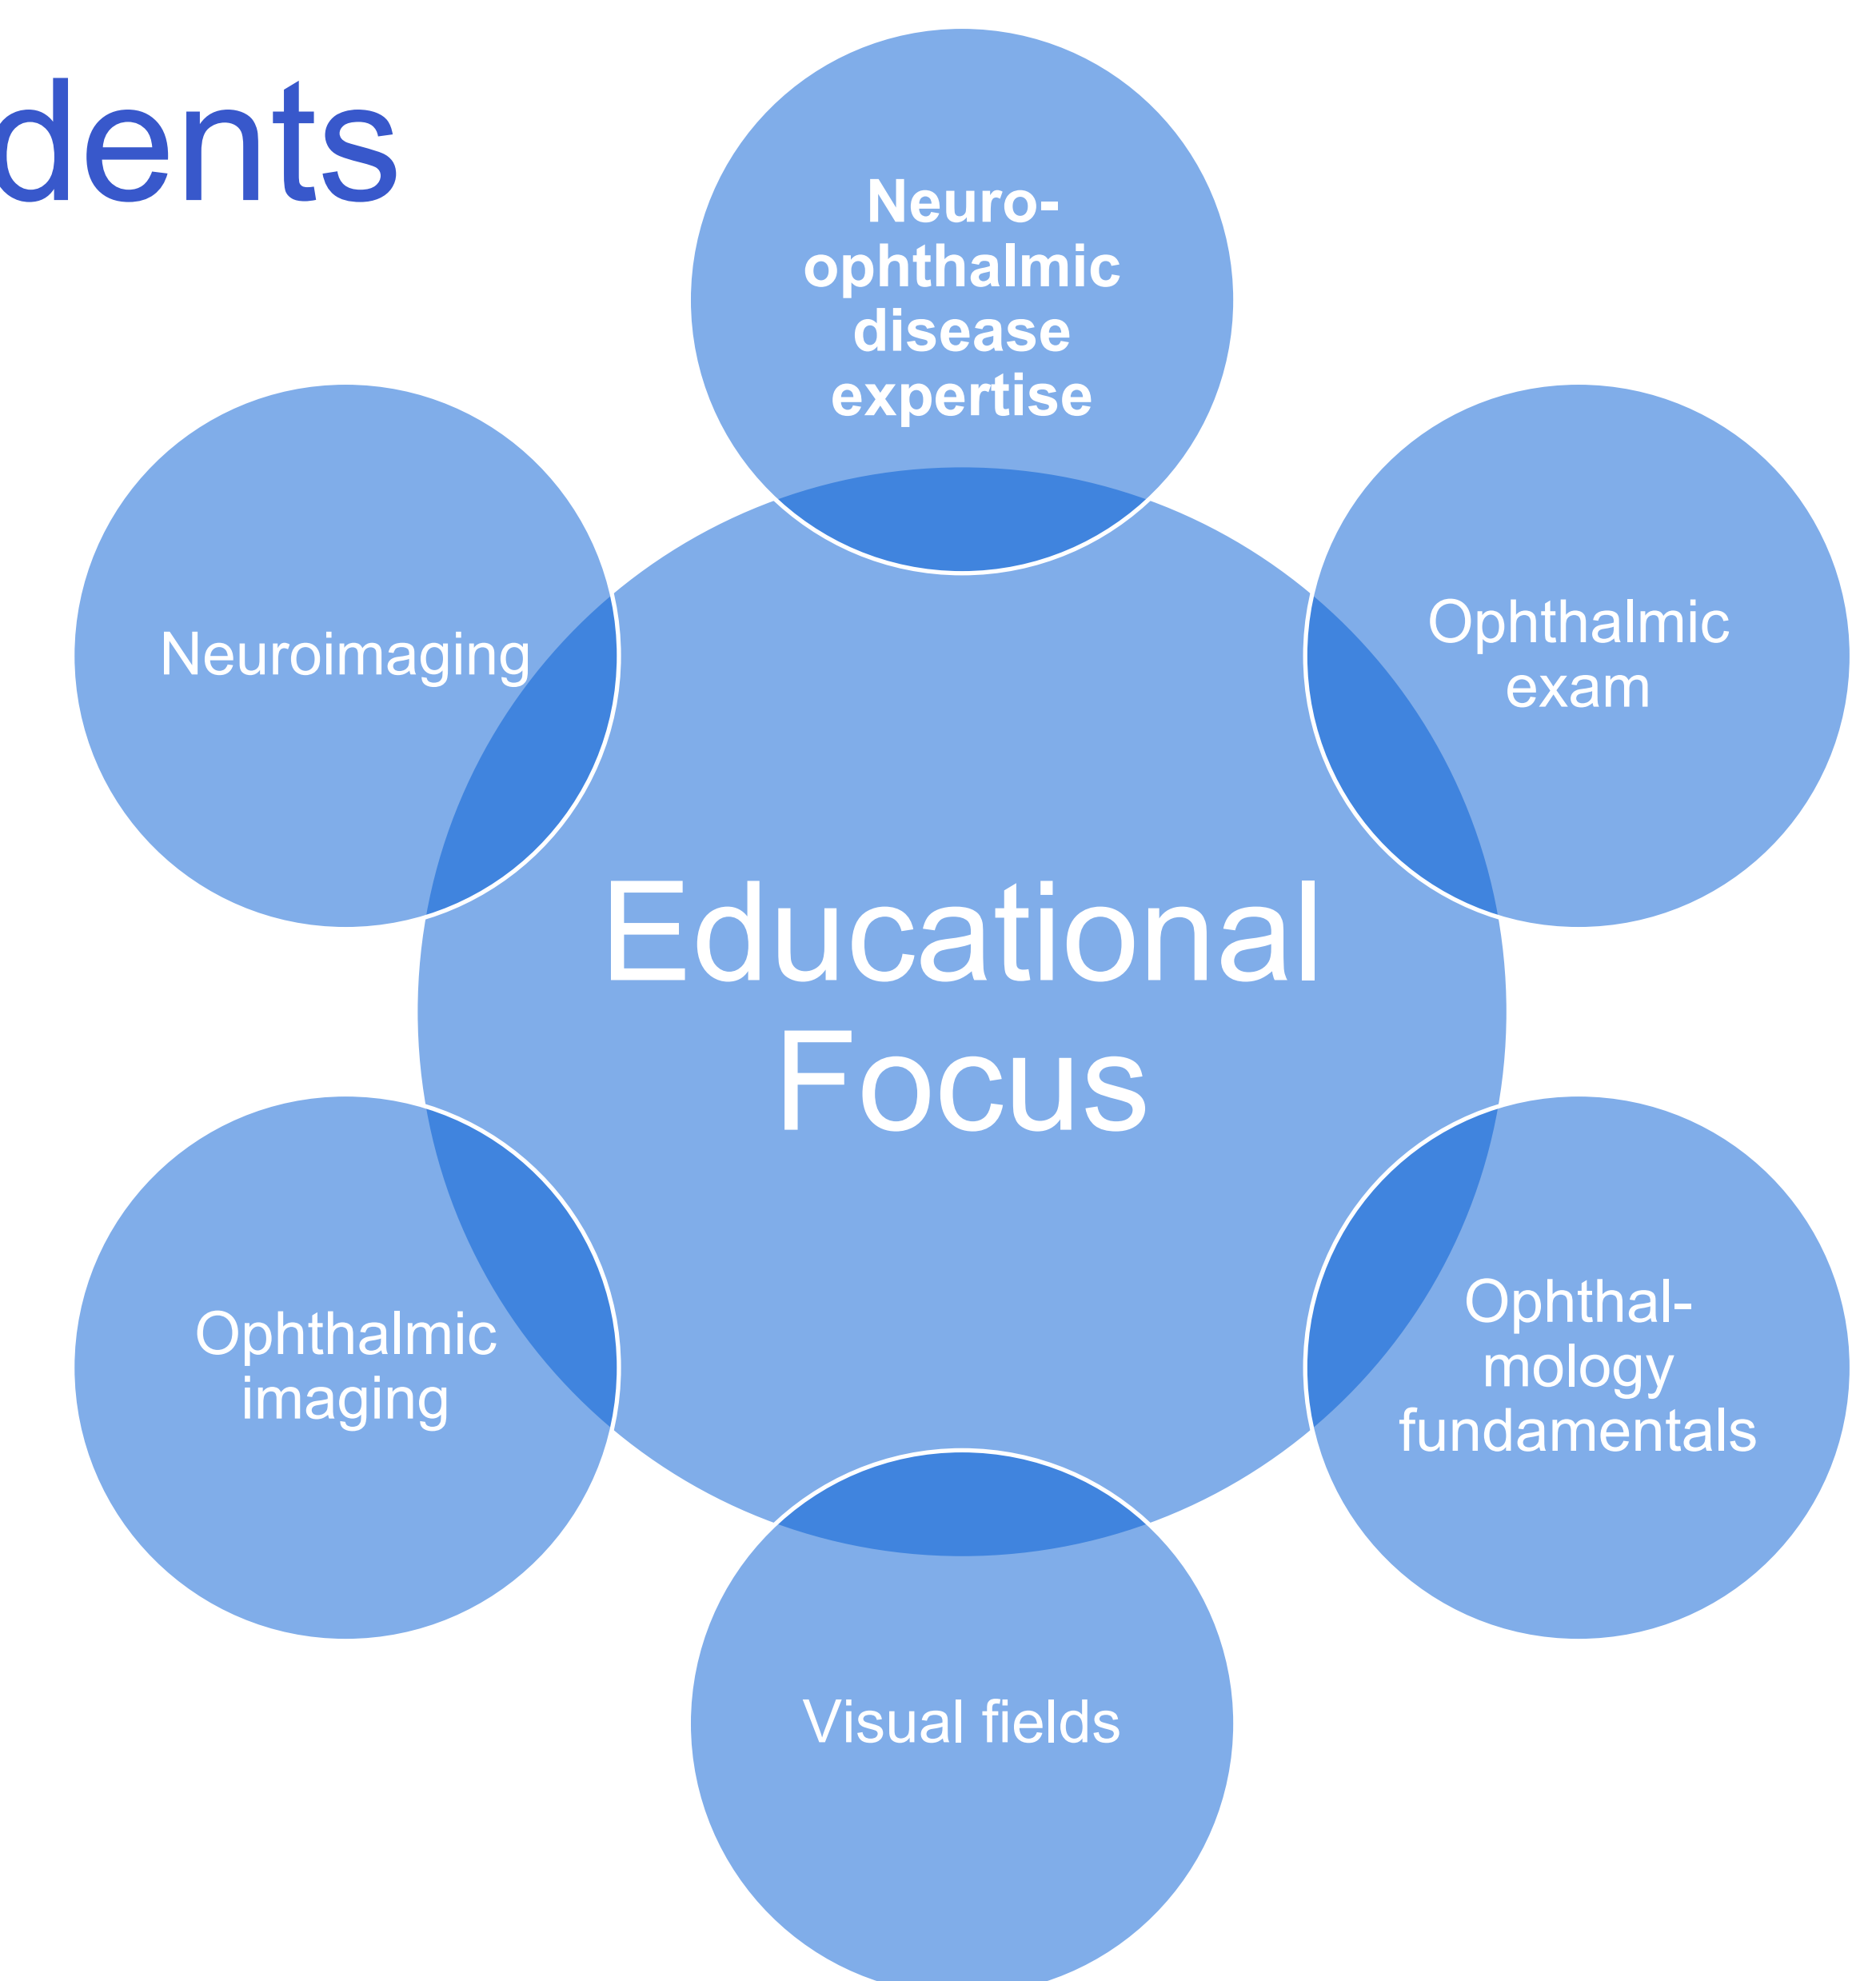 dents
Neuro-
ophthalmic
disease
expertise
Neuroimaging
Ophthalmic
exam
Educational
Focus
Ophthalmic
imaging
Ophthal-
mology
fundamentals
Visual fields